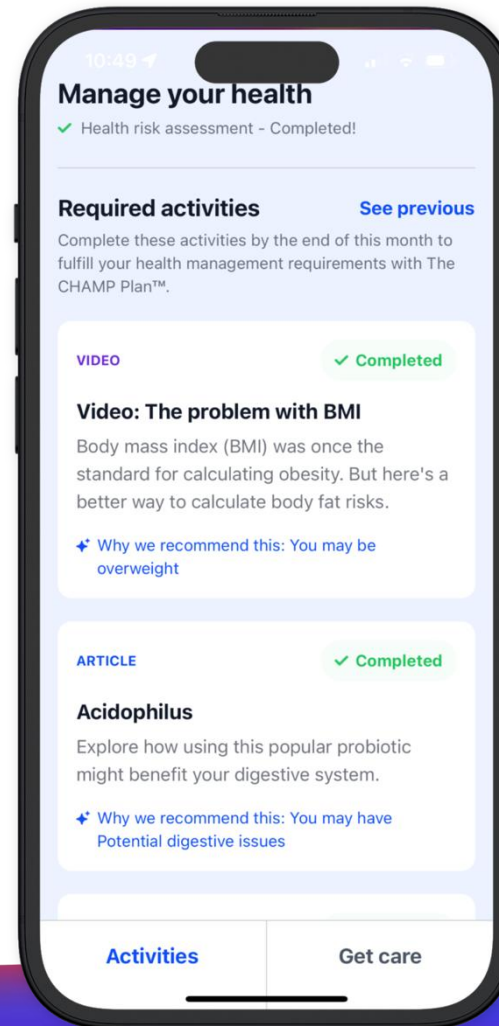 10:49
Manage your health
Health risk assessment - Completed!
Required activities
See previous
Complete these activities by the end of this month to
fulfill your health management requirements with The
CHAMP Plan™.
VIDEO
Completed
Video: The problem with BMI
Body mass index (BMI) was once the
standard for calculating obesity. But here's a
better way to calculate body fat risks.
Why we recommend this: You may be
overweight
ARTICLE
Completed
Acidophilus
Explore how using this popular probiotic
might benefit your digestive system.
Why we recommend this: You may have
Potential digestive issues
Activities
Get care